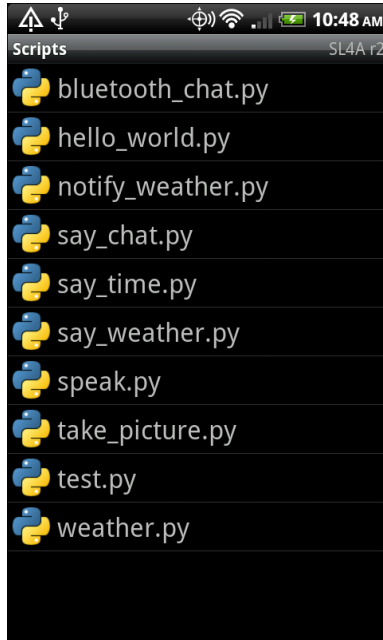 10:48 AM
Scripts SL4A r2
bluetooth_chat.py
hello_world.py
notify_weather.py
say_chat.py
say_time.py
say_weather.py
speak.py
take_picture.py
test.py
weather.py